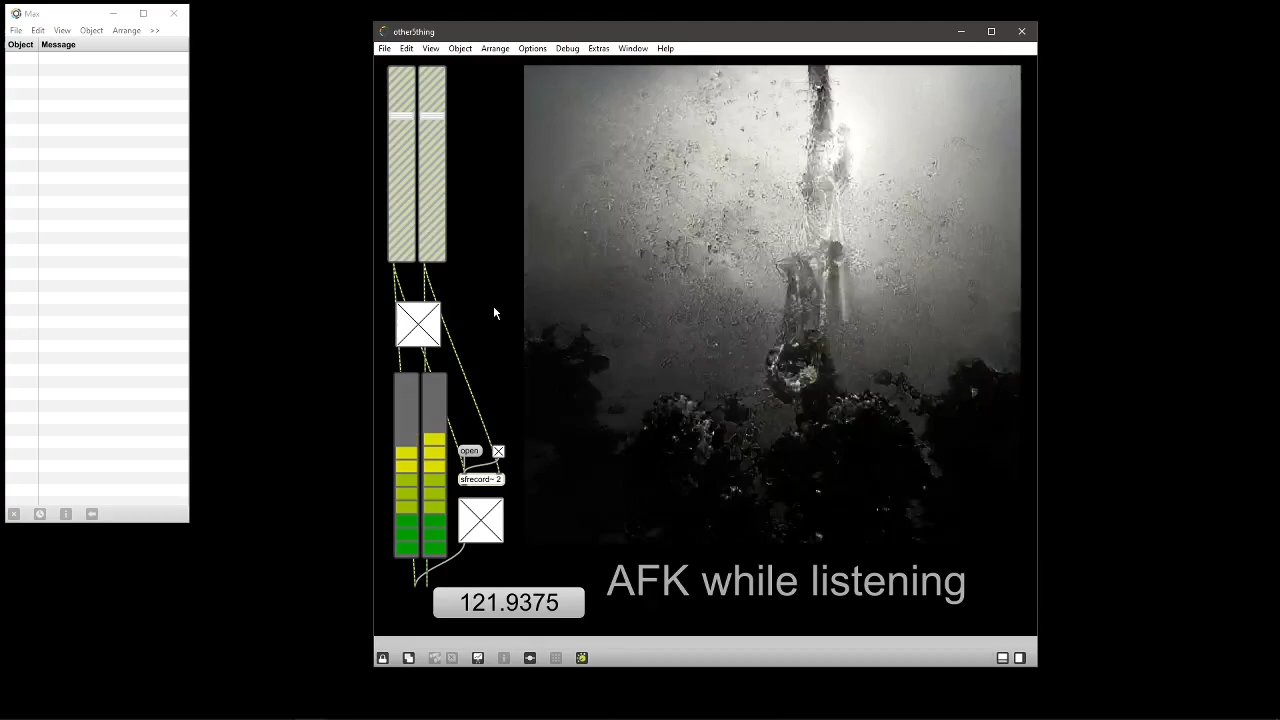 Max
File Edit View Object Arrange >>
Object Message
other5thing
File Edit View Object Arrange Options Debug Extras Window Help
open
sfrecord~ 2
121.9375
AFK while listening